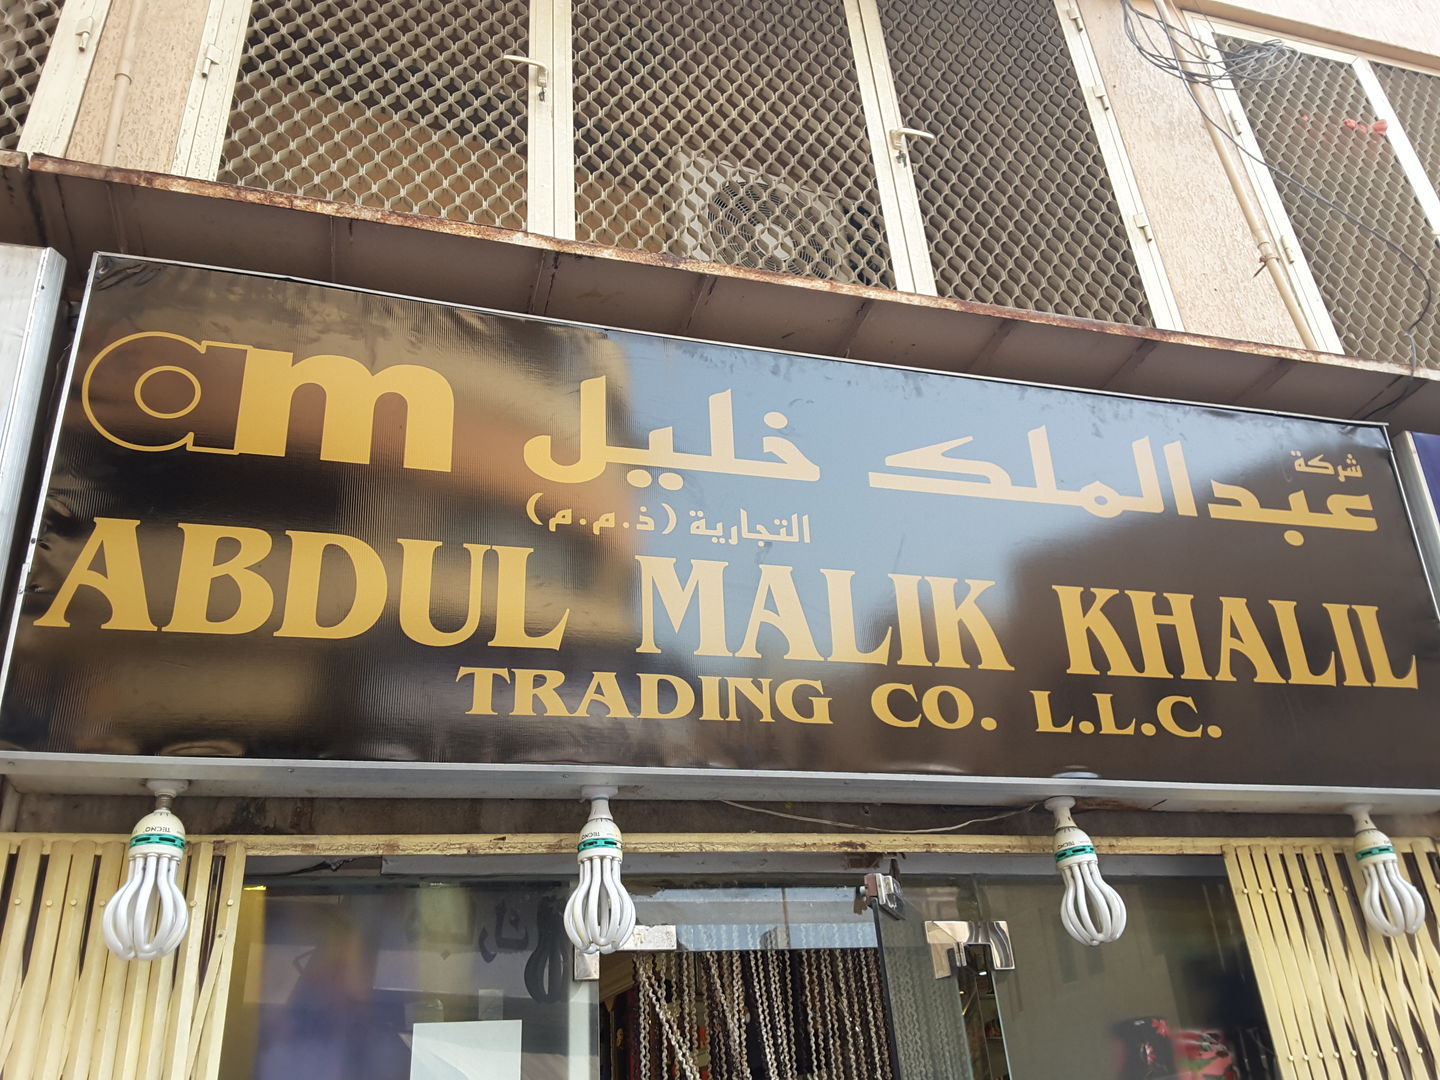 am
شركة
عبدالملك خليل
التجارية (ذ.م.م)
ABDUL MALIK KHALIL
TRADING CO. L.L.C.
TECNO
TECNO
TECNO